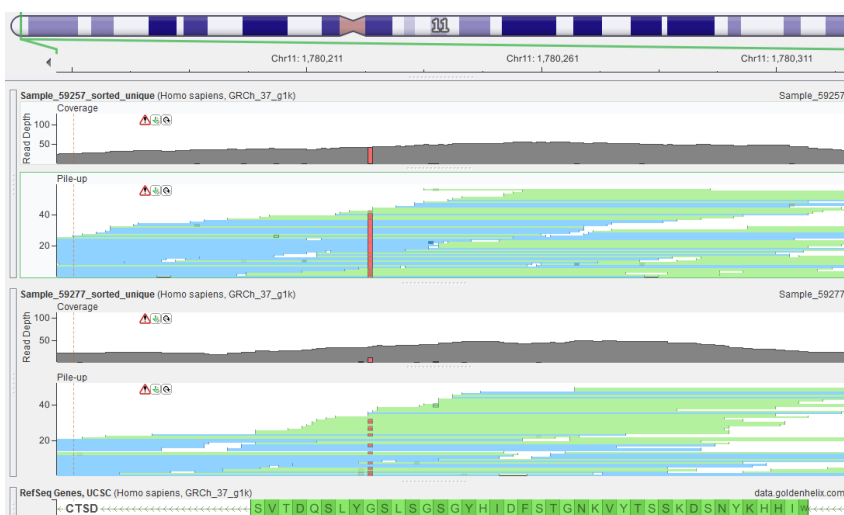 11
Chr11: 1,780,211 Chr11: 1,780,261 Chr11: 1,780,311
Sample_59257_sorted_unique (Homo sapiens, GRCh_37_g1k) Sample_59257
Coverage
Read Depth
100
50
Pile-up
40
20
Sample_59277_sorted_unique (Homo sapiens, GRCh_37_g1k) Sample_59277
Coverage
Read Depth
100
50
Pile-up
40
20
RefSeq Genes, UCSC (Homo sapiens, GRCh_37_g1k) data.goldenhelix.com
CTSD S V T D Q S L Y G S L S G S G Y H I D F S T G N K V Y T S S K D S N Y K H H I W